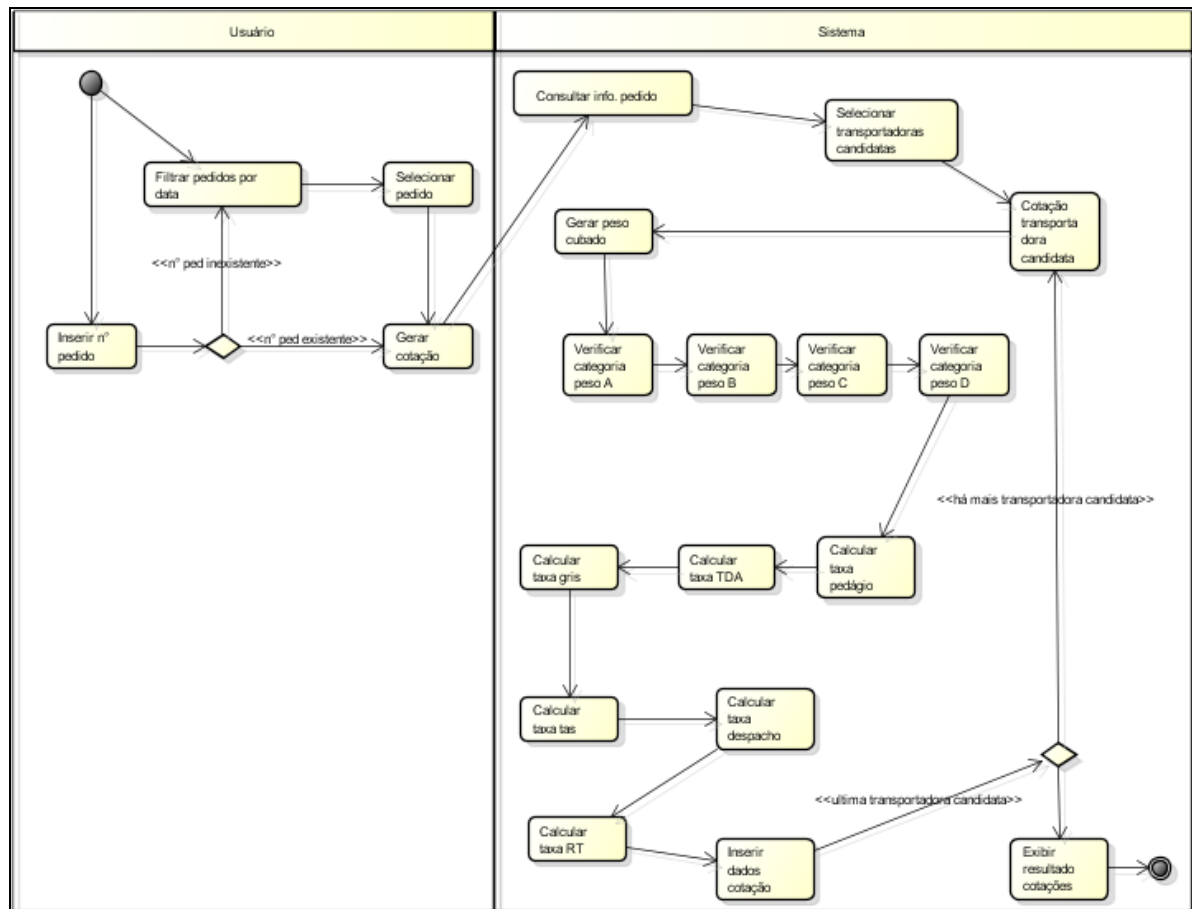 Usuário
Sistema
Filtrar pedidos por
data
Selecionar
pedido
<<n° ped inexistente>>
Inserir n°
pedido
<<n° ped existente>>
Gerar
cotação
Consultar info. pedido
Selecionar
transportadoras
candidatas
Cotação
transporta
dora
candidata
Gerar peso
cubado
Verificar
categoria
peso A
Verificar
categoria
peso B
Verificar
categoria
peso C
Verificar
categoria
peso D
<<há mais transportadora candidata>>
Calcular
taxa
pedágio
Calcular
taxa TDA
Calcular
taxa gris
Calcular
taxa tas
Calcular
taxa
despacho
Calcular
taxa RT
Inserir
dados
cotação
<<ultima transportadora candidata>>
Exibir
resultado
cotações